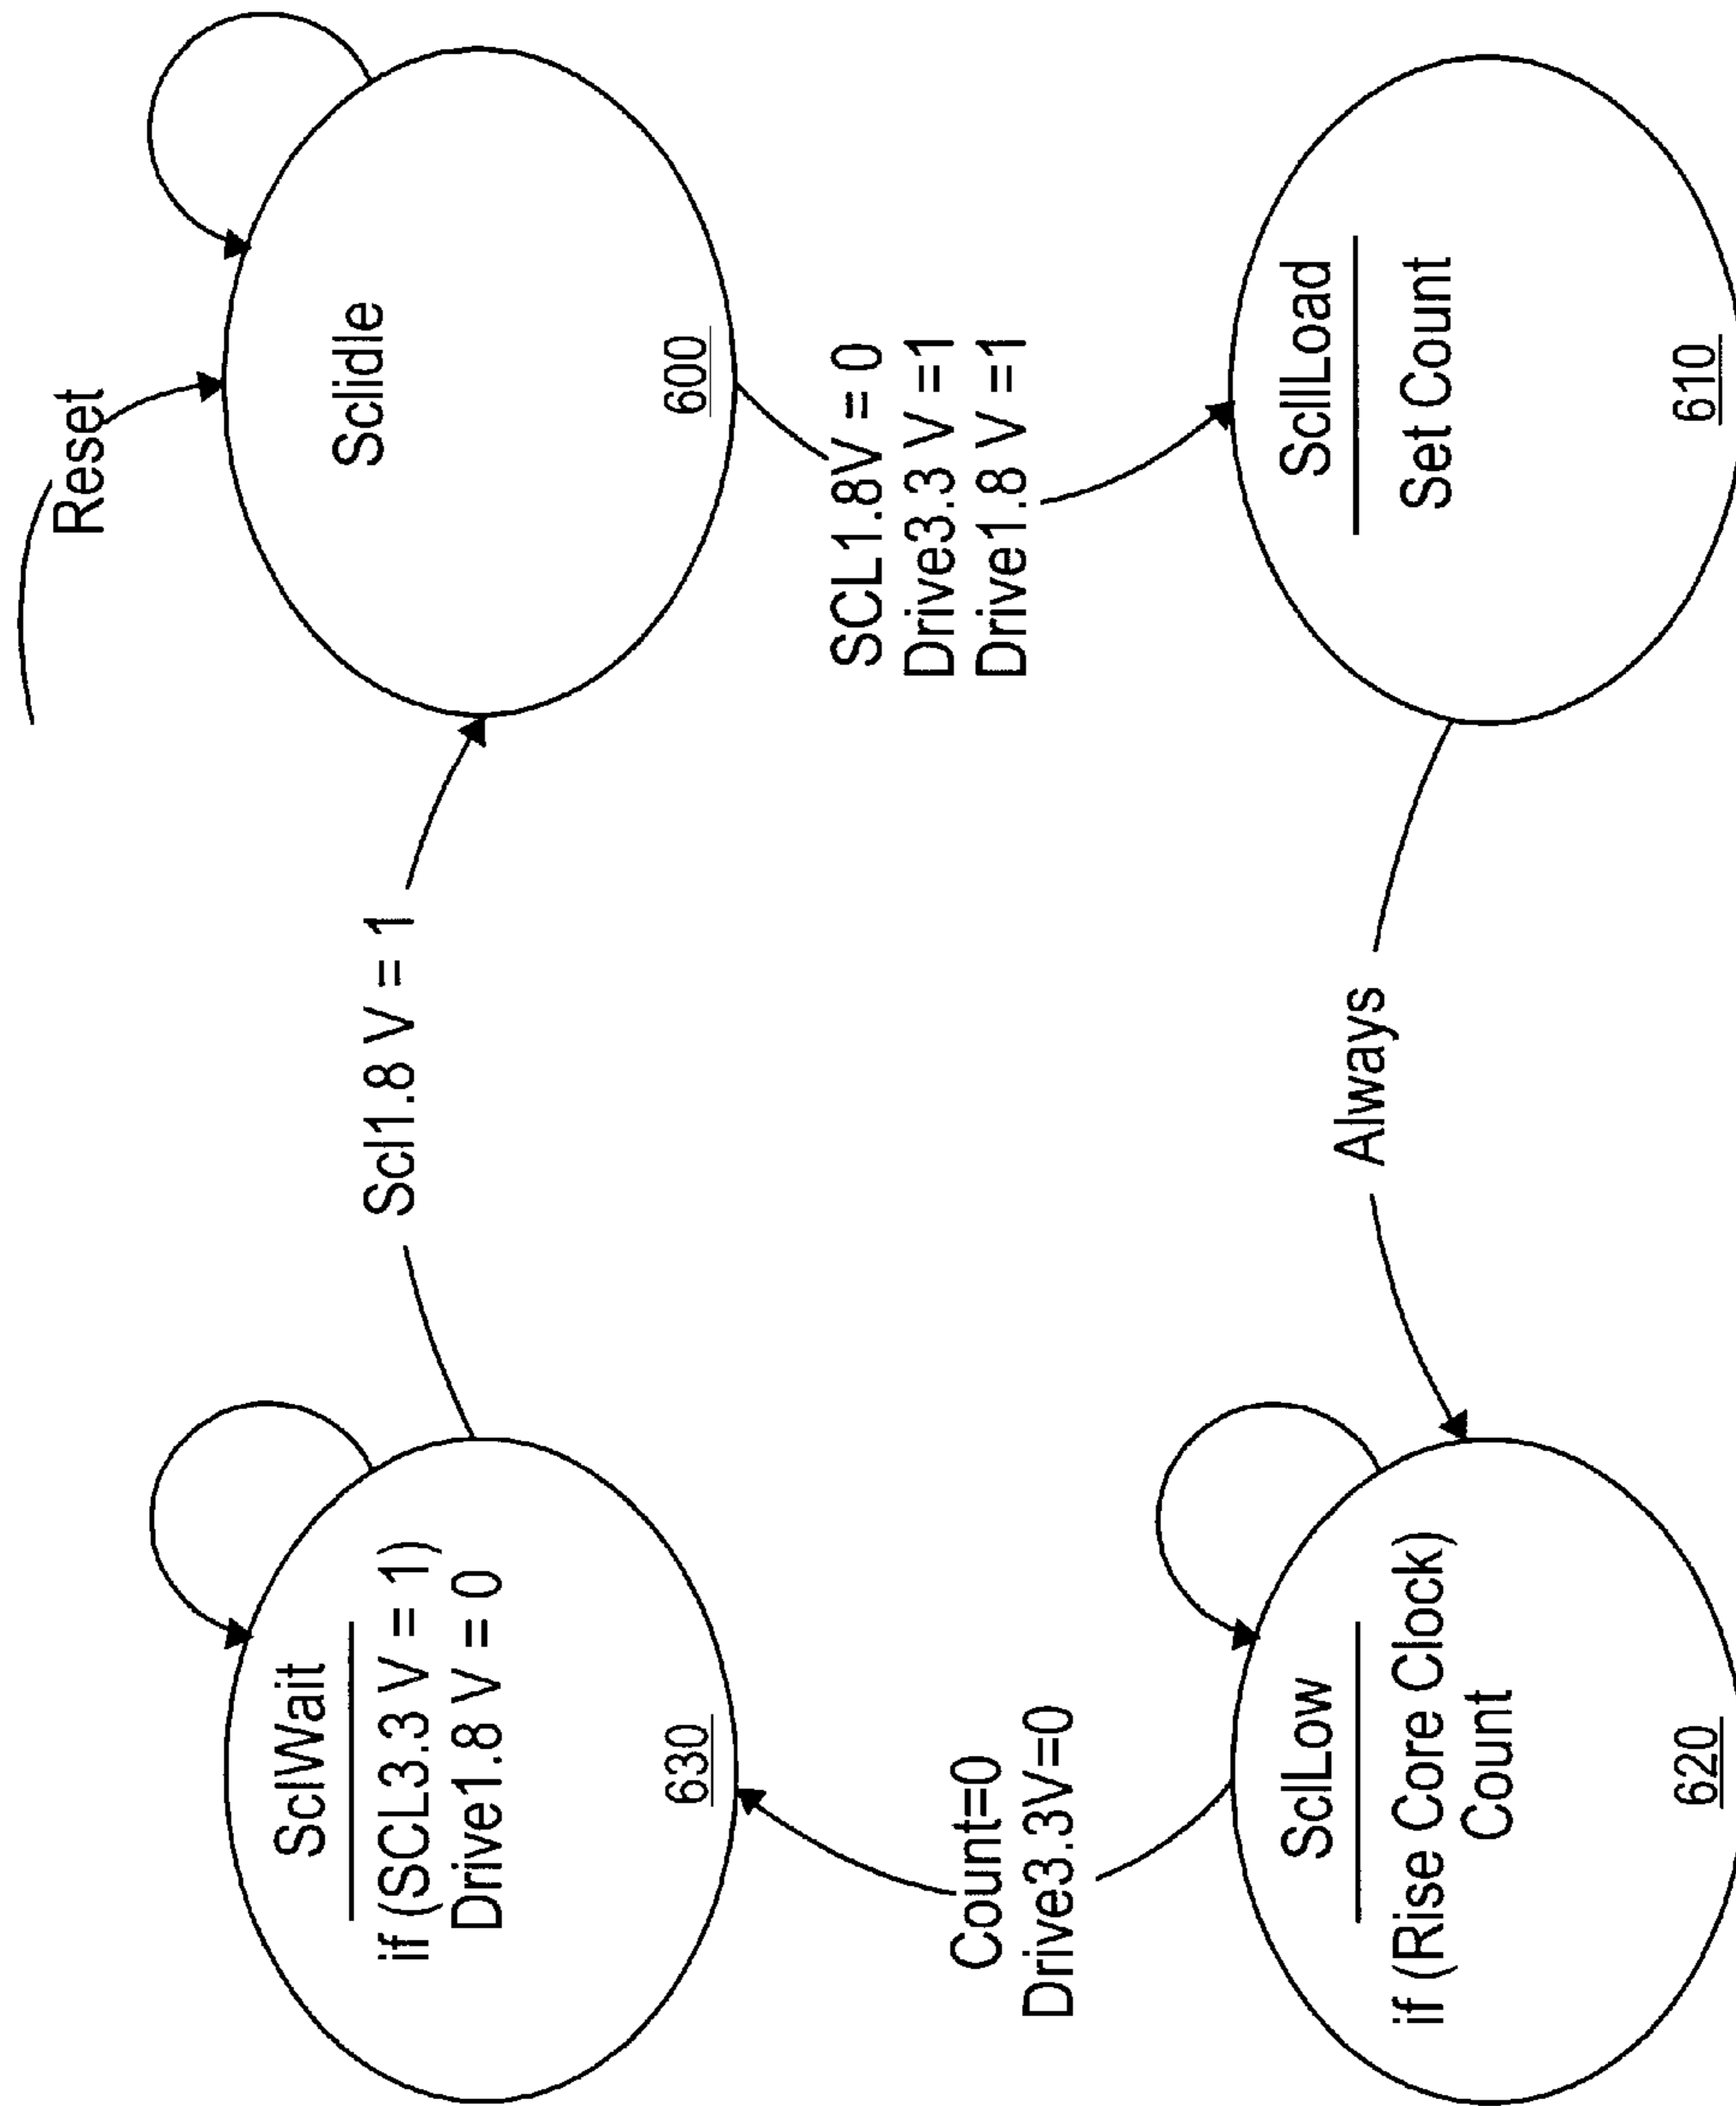 Reset
SclWait
if (SCL3.3 V = 1)
Drive1.8 V = 0
630
Scl1.8 V = 1
Sclidle
600
Count=0
Drive3.3V=0
SCL1.8V = 0
Drive3.3 V =1
Drive1.8 V =1
SclLow
if (Rise Core Clock)
Count
620
Always
ScllLoad
Set Count
610